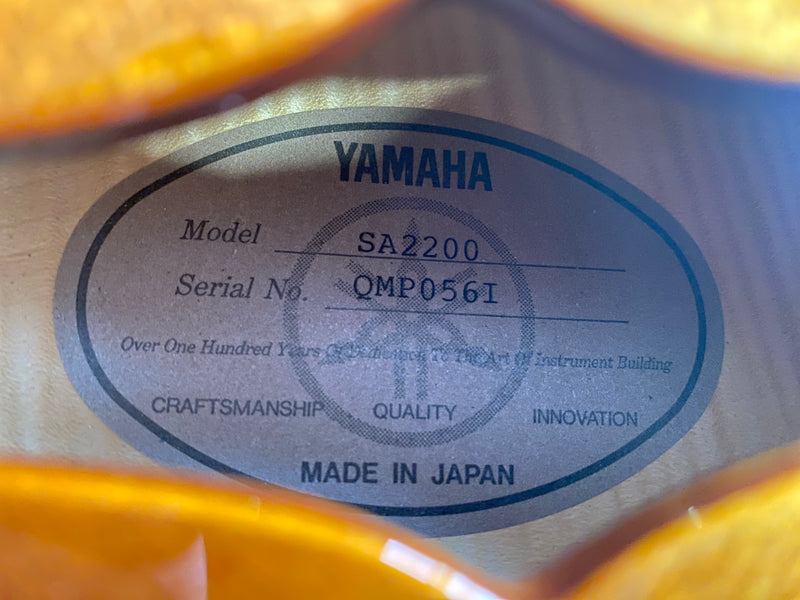 YAMAHA
Model SA2200
Serial No. QMP056I
Over One Hundred Years Of Dedication To The Art Of Instrument Building
CRAFTSMANSHIP QUALITY INNOVATION
MADE IN JAPAN